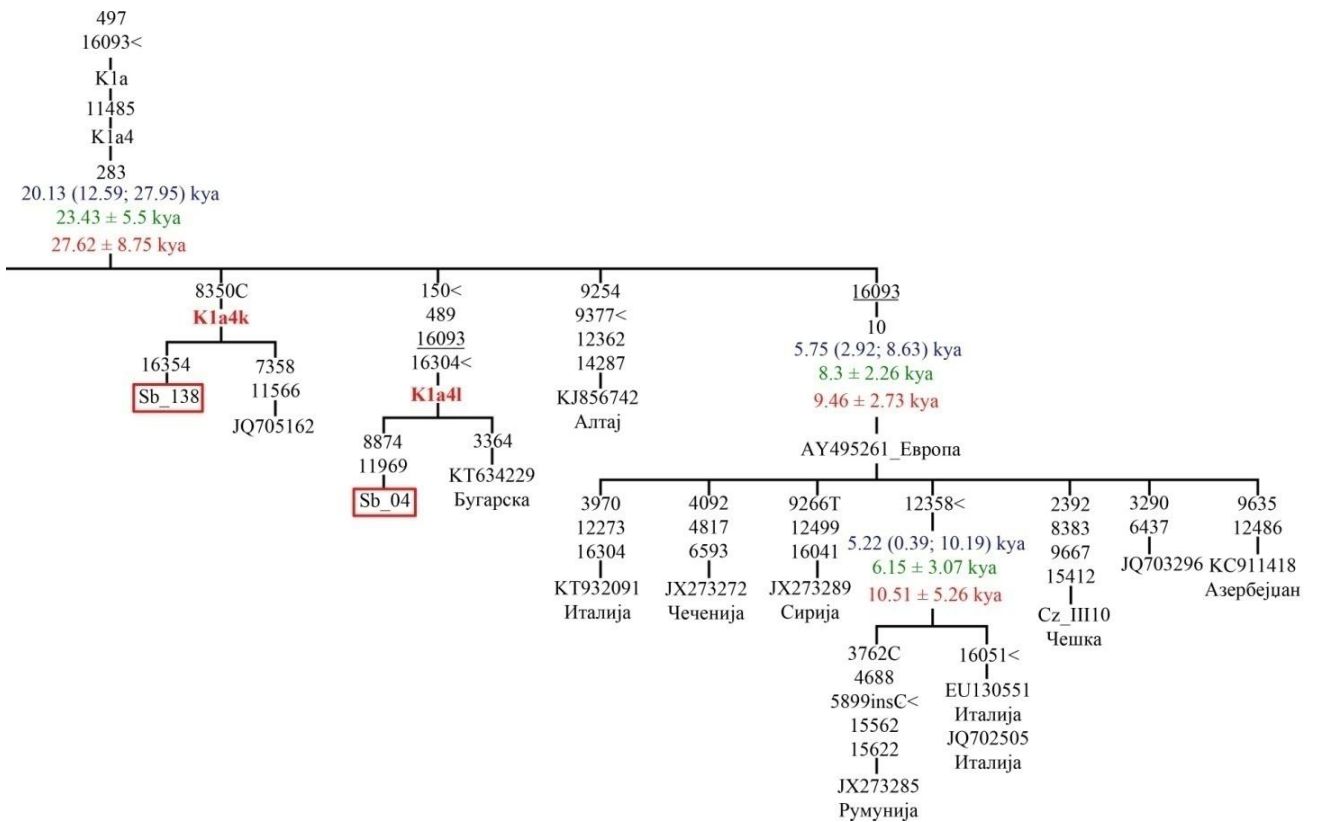 497
16093<
K1a
11485
K1a4
283
20.13 (12.59; 27.95) kya
23.43 ± 5.5 kya
27.62 ± 8.75 kya
8350C
K1a4k
16354
Sb_138
7358
11566
JQ705162
150<
489
16093
16304<
K1a4l
8874
11969
Sb_04
3364
KT634229
Бугарска
9254
9377<
12362
14287
KJ856742
Алтај
16093
10
5.75 (2.92; 8.63) kya
8.3 ± 2.26 kya
9.46 ± 2.73 kya
AY495261_Европа
3970
12273
16304
KT932091
Италија
4092
4817
6593
JX273272
Чеченија
9266T
12499
16041
JX273289
Сирија
12358<
5.22 (0.39; 10.19) kya
6.15 ± 3.07 kya
10.51 ± 5.26 kya
3762C
4688
5899insC<
15562
15622
JX273285
Румунија
16051<
EU130551
Италија
JQ702505
Италија
2392
8383
9667
15412
Cz_III10
Чешка
3290
6437
JQ703296
9635
12486
KC911418
Азербејџан